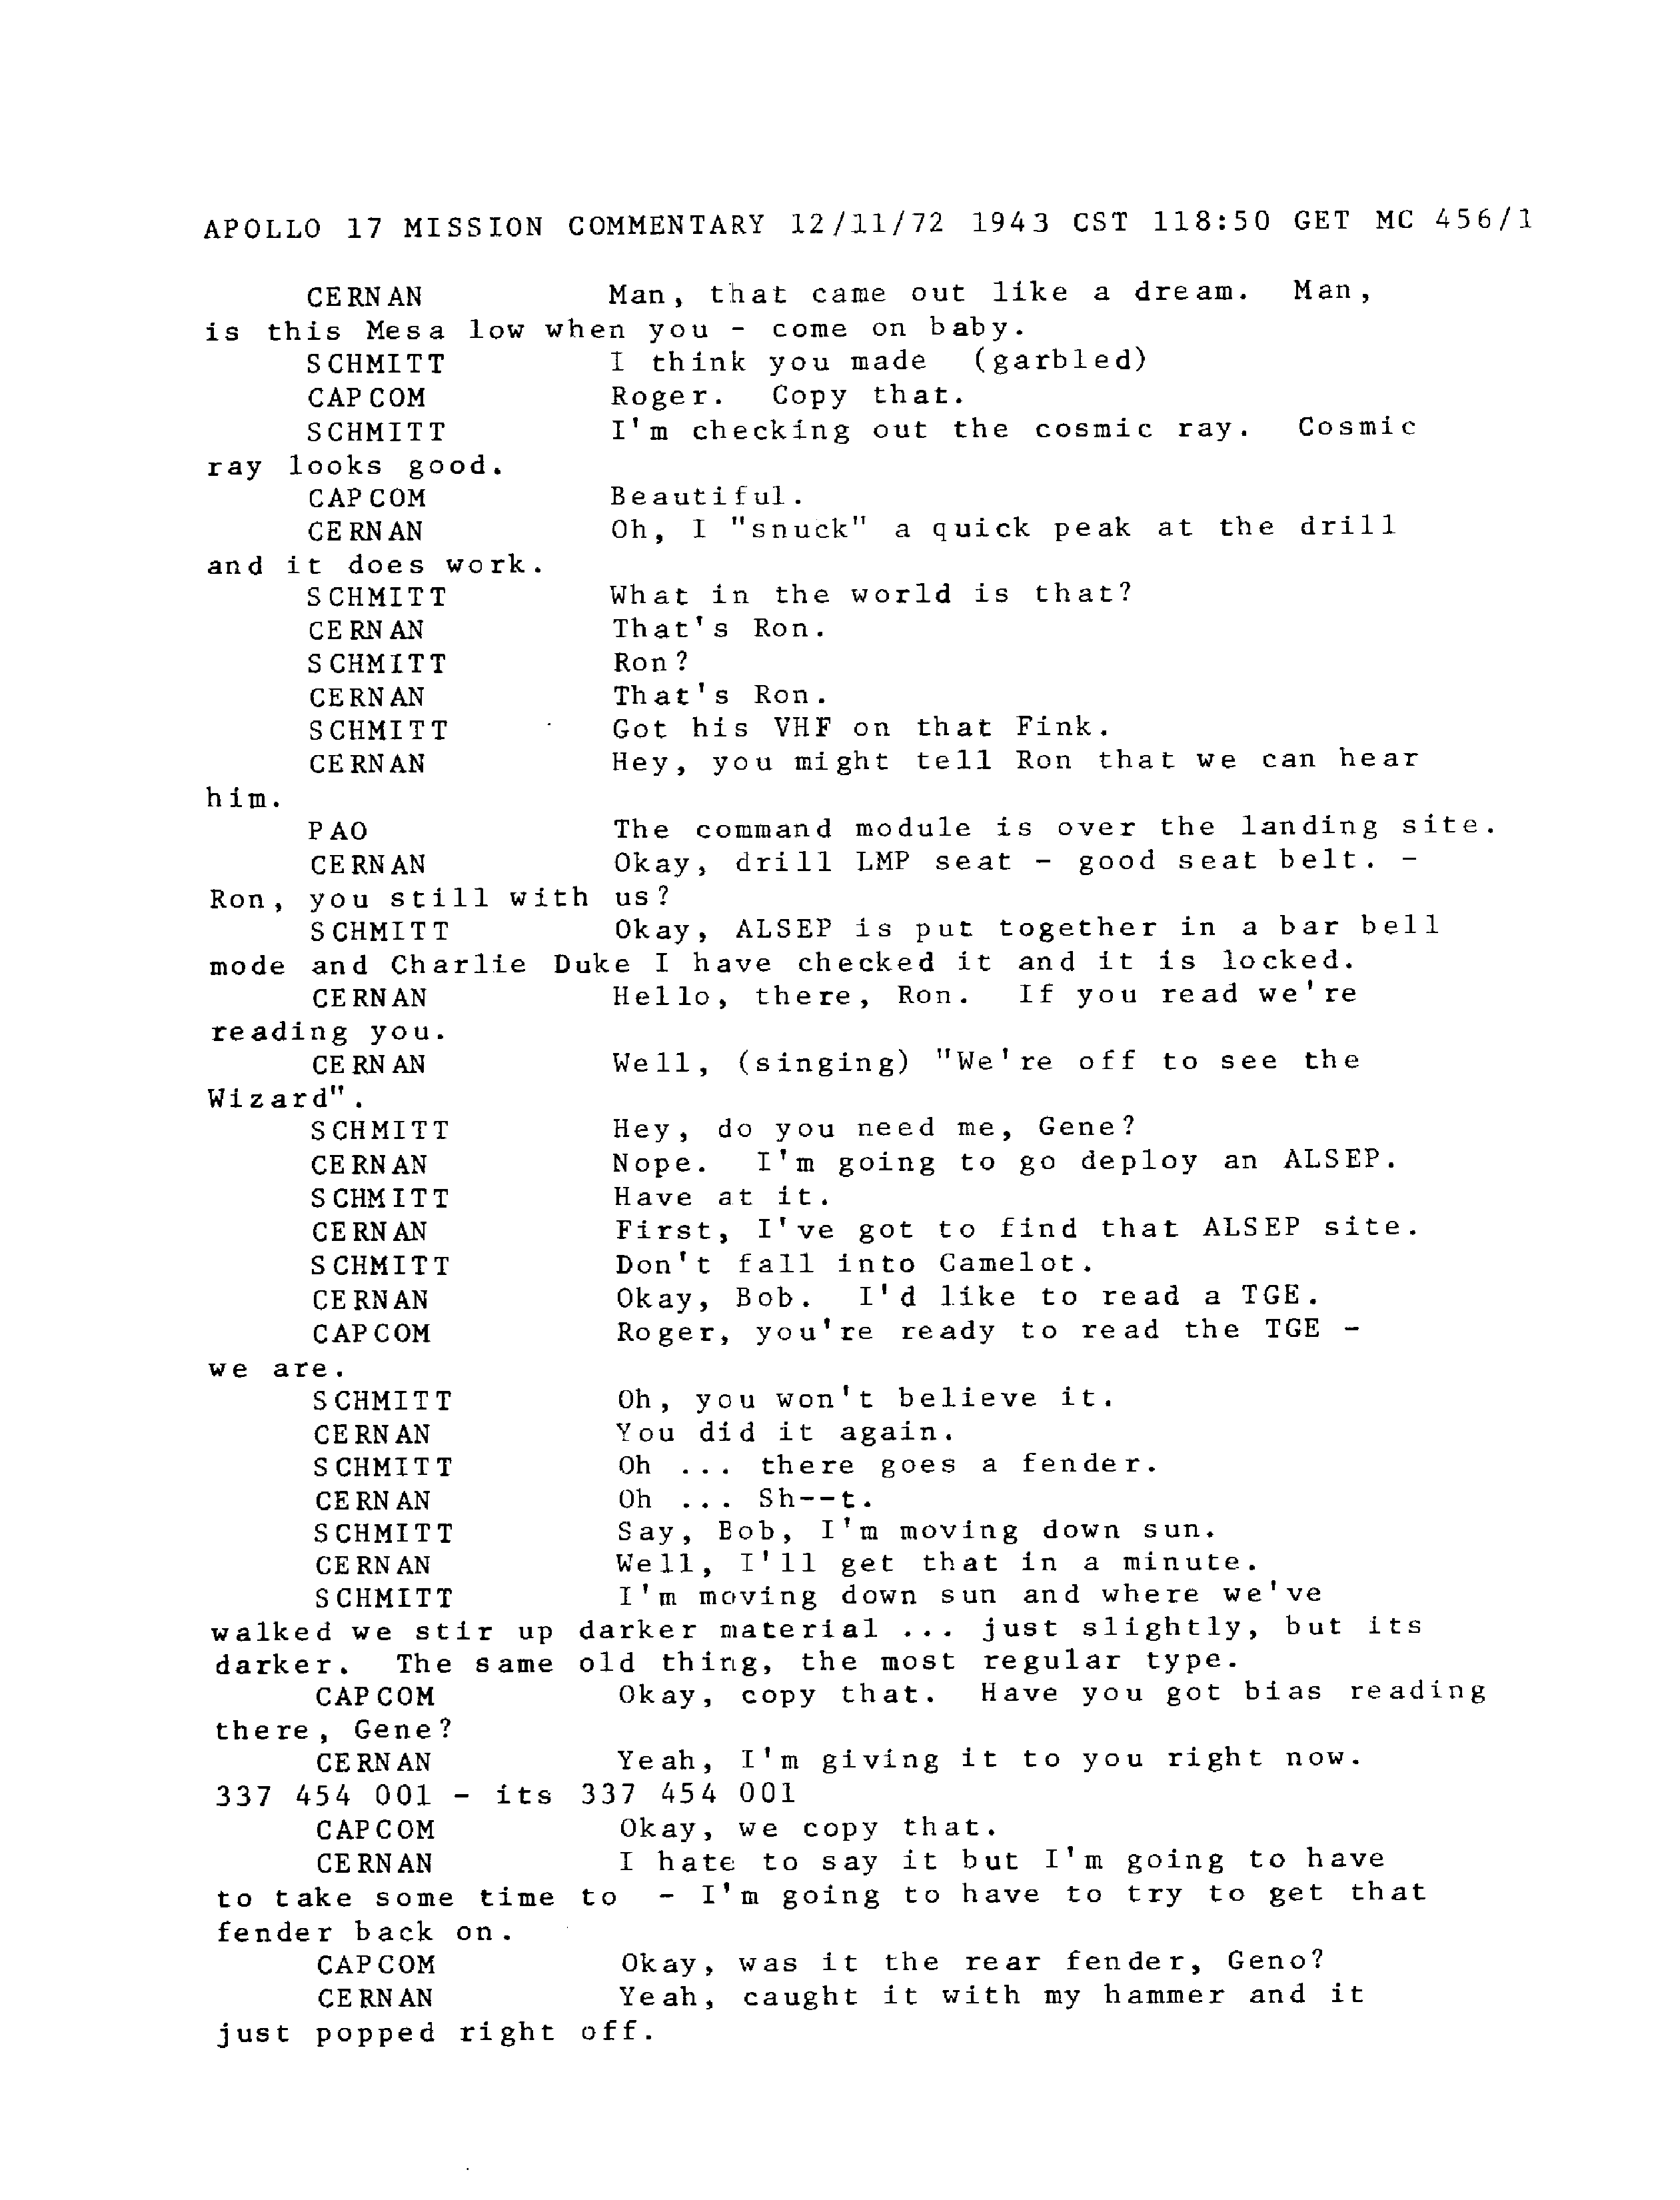 APOLLO 17 MISSION COMMENTARY 12/11/72 1943 CST 118:50 GET MC 456/1
CERNAN Man, that came out like a dream. Man,
is this Mesa low when you - come on baby.
SCHMITT I think you made (garbled)
CAPCOM Roger. Copy that.
SCHMITT I'm checking out the cosmic ray. Cosmic
ray looks good.
CAPCOM Beautiful.
CERNAN Oh, I "snuck" a quick peak at the drill
and it does work.
SCHMITT What in the world is that?
CERNAN That's Ron.
SCHMITT Ron?
CERNAN That's Ron.
SCHMITT Got his VHF on that Fink.
CERNAN Hey, you might tell Ron that we can hear
him.
PAO The command module is over the landing site.
CERNAN Okay, drill LMP seat - good seat belt. -
Ron, you still with us?
SCHMITT Okay, ALSEP is put together in a bar bell
mode and Charlie Duke I have checked it and it is locked.
CERNAN Hello, there, Ron. If you read we're
reading you.
CERNAN Well, (singing) "We're off to see the
Wizard".
SCHMITT Hey, do you need me, Gene?
CERNAN Nope. I'm going to go deploy an ALSEP.
SCHMITT Have at it.
CERNAN First, I've got to find that ALSEP site.
SCHMITT Don't fall into Camelot.
CERNAN Okay, Bob. I'd like to read a TGE.
CAPCOM Roger, you're ready to read the TGE -
we are.
SCHMITT Oh, you won't believe it.
CERNAN You did it again.
SCHMITT Oh ... there goes a fender.
CERNAN Oh ... Sh--t.
SCHMITT Say, Bob, I'm moving down sun.
CERNAN Well, I'll get that in a minute.
SCHMITT I'm moving down sun and where we've
walked we stir up darker material ... just slightly, but its
darker. The same old thing, the most regular type.
CAPCOM Okay, copy that. Have you got bias reading
there, Gene?
CERNAN Yeah, I'm giving it to you right now.
337 454 001 - its 337 454 001
CAPCOM Okay, we copy that.
CERNAN I hate to say it but I'm going to have
to take some time to - I'm going to have to try to get that
fender back on.
CAPCOM Okay, was it the rear fender, Geno?
CERNAN Yeah, caught it with my hammer and it
just popped right off.